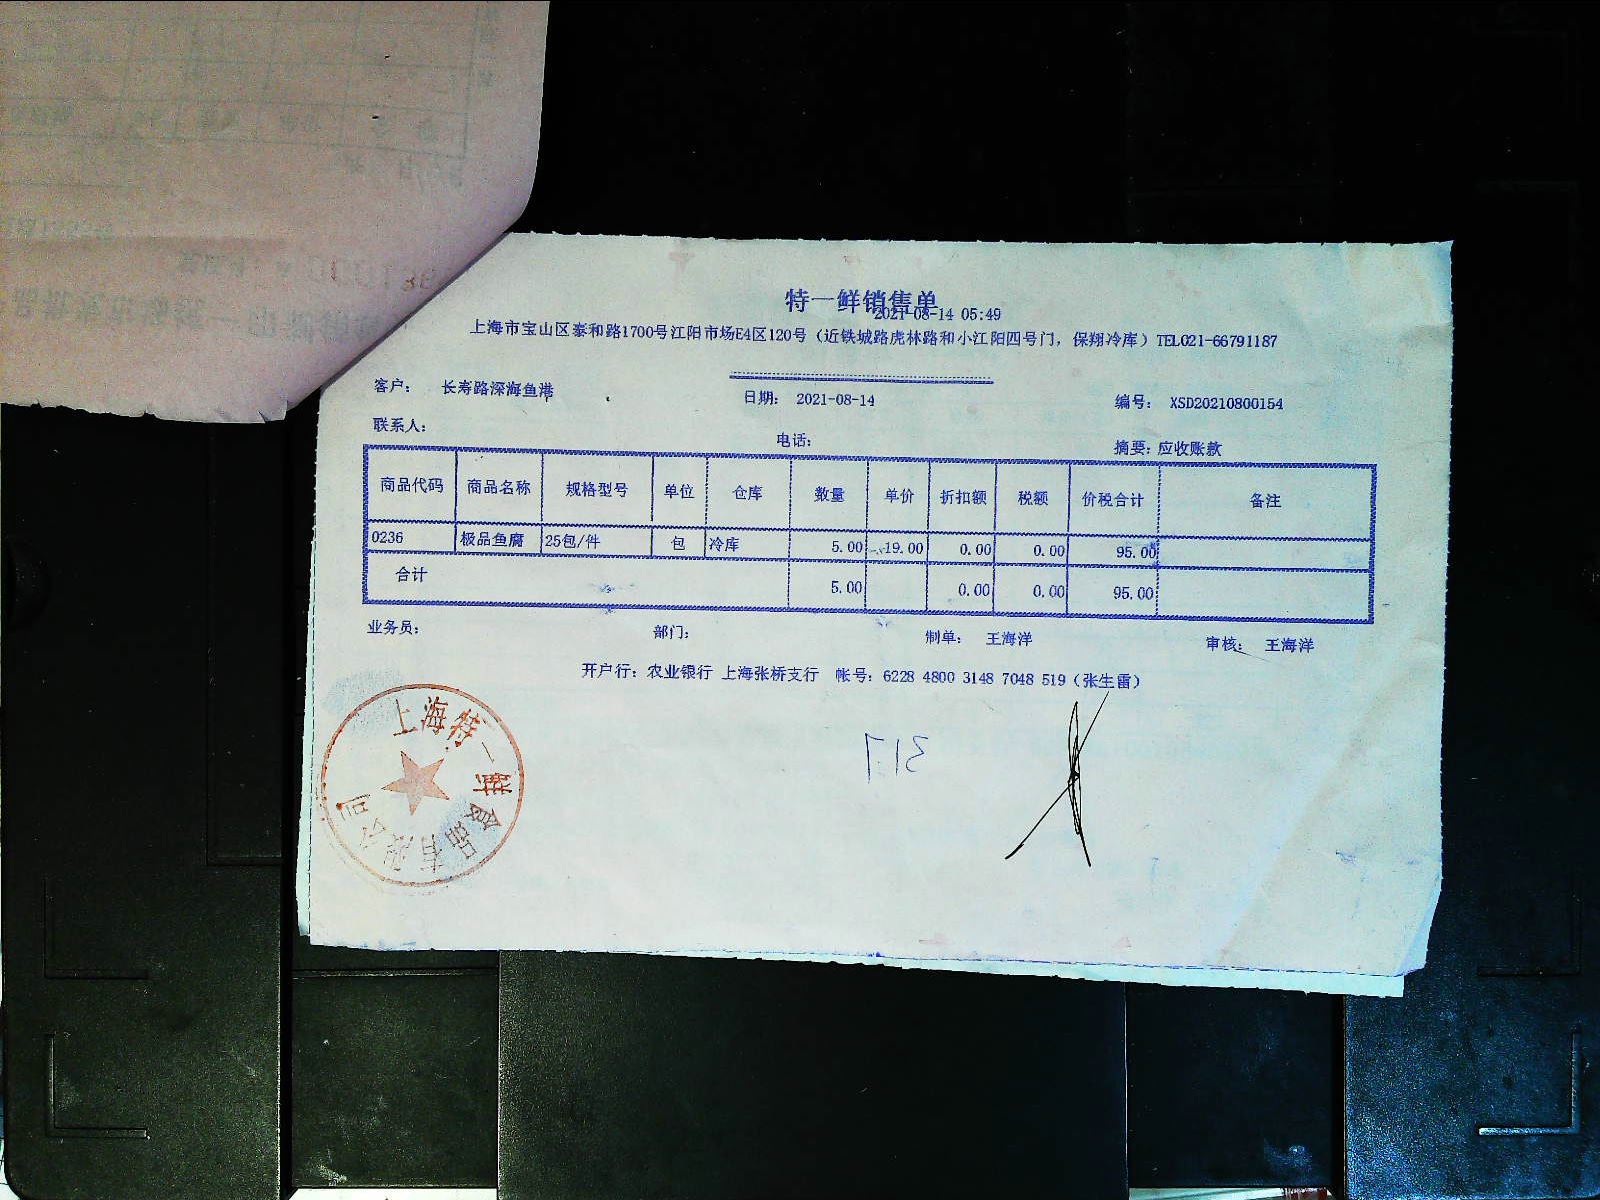 特一鲜销售单
2021-08-14 05:49
上海市宝山区泰和路1700号江阳市场E4区120号（近铁城路虎林路和小江阳四号门，保翔冷库）TEL021-66791187
客户： 长寿路深海鱼港 日期： 2021-08-14 编号： XSD20210800154
联系人： 电话： 摘要：应收账款
商品代码 商品名称 规格型号 单位 仓库 数量 单价 折扣额 税额 价税合计 备注
0236 极品鱼腐 25包/件 包 冷库 5.00 19.00 0.00 0.00 95.00
合计 5.00 0.00 0.00 95.00
业务员： 部门： 制单： 王海洋 审核： 王海洋
开户行：农业银行 上海张桥支行 帐号：6228 4800 3148 7048 519（张生雷）
上海特一鲜食品有限公司